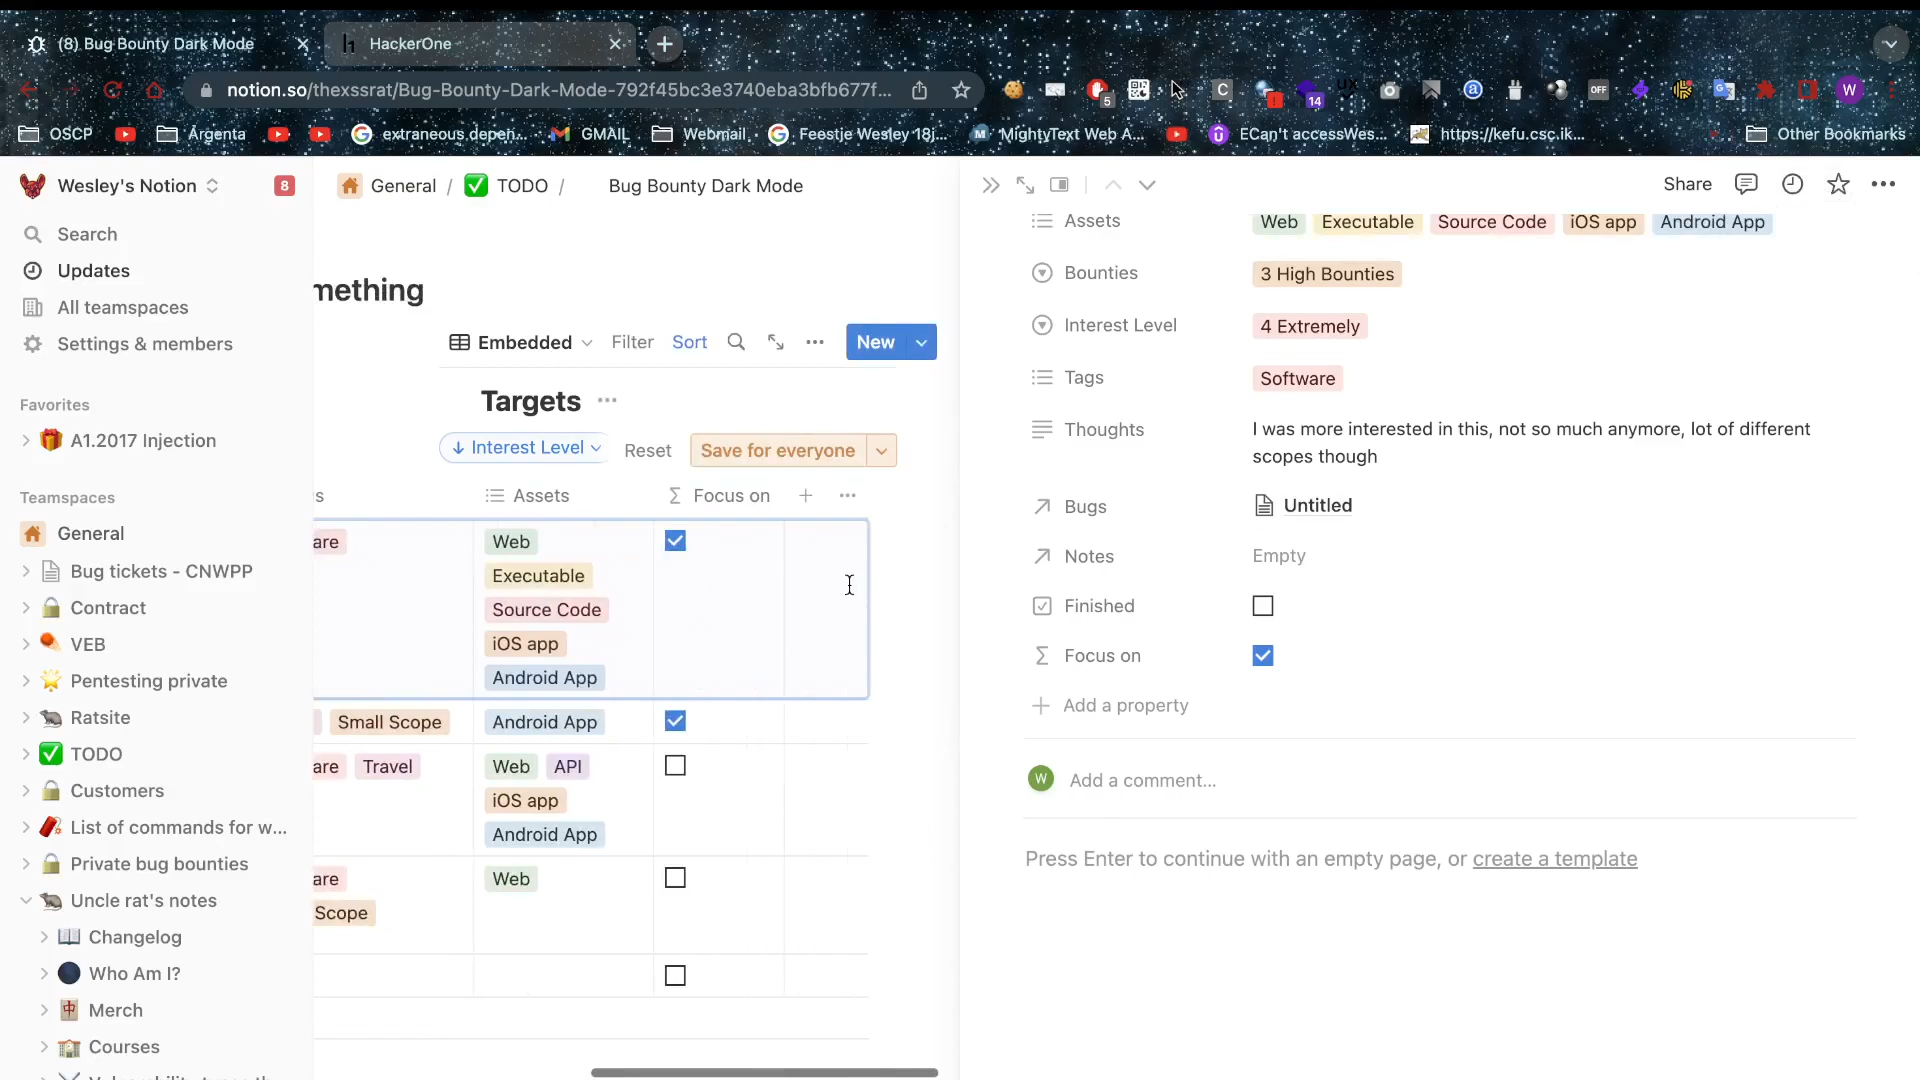 (8) Bug Bounty Dark Mode
HackerOne
notion.so/thexssrat/Bug-Bounty-Dark-Mode-792f45bc3e3740eba3bfb677f...
5
14
UX
OFF
W
OSCP
Argenta
extraneous.depen...
GMAIL
Webmail
Feestje Wesley 18j...
MightyText Web A...
ECan't accessWes...
https://kefu.csc.ik...
Other Bookmarks
Wesley's Notion
8
Search
Updates
All teamspaces
Settings & members
Favorites
A1.2017 Injection
Teamspaces
General
Bug tickets - CNWPP
Contract
VEB
Pentesting private
Ratsite
TODO
Customers
List of commands for w...
Private bug bounties
Uncle rat's notes
Changelog
Who Am I?
Merch
Courses
General / TODO / Bug Bounty Dark Mode
mething
Embedded Filter Sort New
Targets
Interest Level Reset Save for everyone
s Assets Focus on
are Web
Executable
Source Code
iOS app
Android App
Small Scope Android App
are Travel Web API
iOS app
Android App
are Web
Scope
Share
Assets Web Executable Source Code iOS app Android App
Bounties 3 High Bounties
Interest Level 4 Extremely
Tags Software
Thoughts I was more interested in this, not so much anymore, lot of different
scopes though
Bugs Untitled
Notes Empty
Finished
Focus on
Add a property
W Add a comment...
Press Enter to continue with an empty page, or create a template